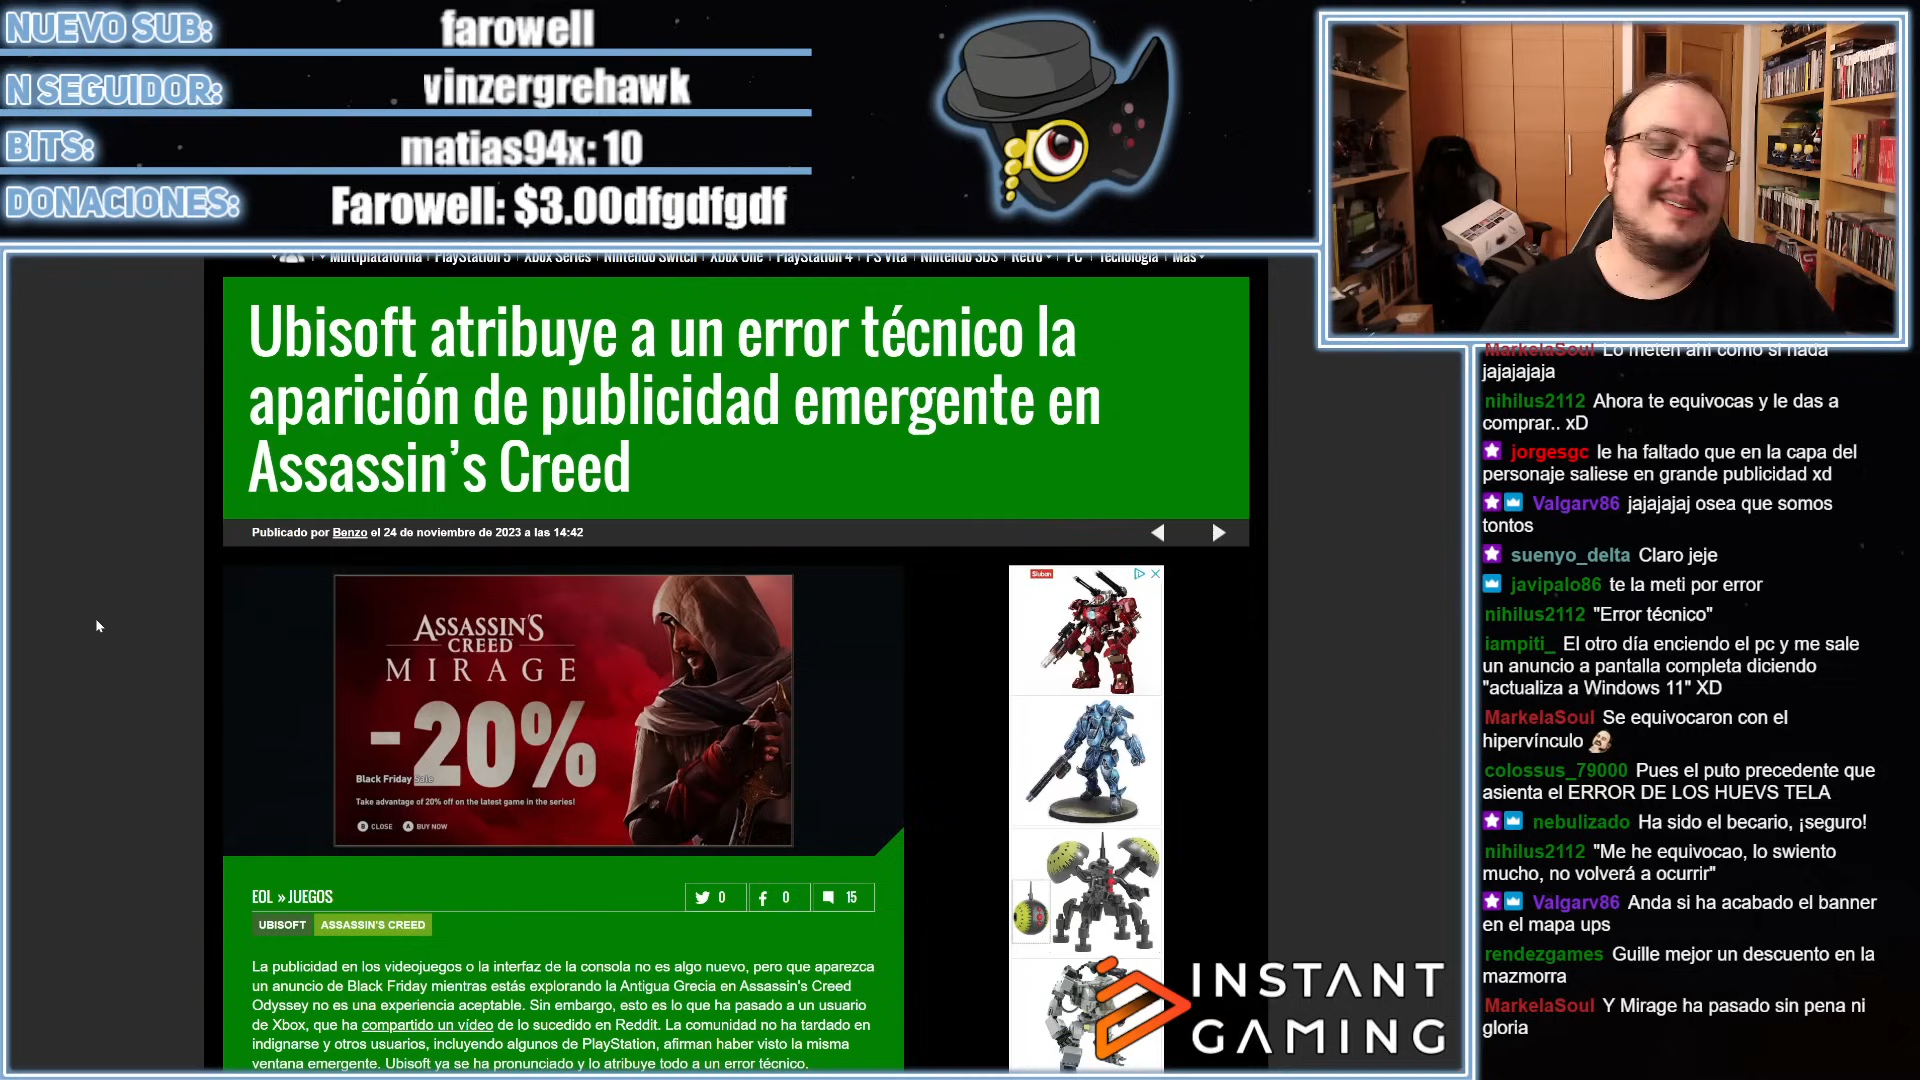 NUEVO SUB: farowell
N SEGUIDOR: vinzergrehawk
BITS: matias94x: 10
DONACIONES: Farowell: $3.00dfgdfgdf
Multiplataforma PlayStation 5 Xbox Series Nintendo Switch Xbox One PlayStation 4 PS Vita Nintendo 3DS Retro PC Tecnología Más
Ubisoft atribuye a un error técnico la
aparición de publicidad emergente en
Assassin's Creed
Publicado por Benzo el 24 de noviembre de 2023 a las 14:42
ASSASSIN'S
CREED
MIRAGE
-20%
Black Friday Sale
Take advantage of 20% off on the latest game in the series!
B CLOSE A BUY NOW
Sluban
EOL » JUEGOS
0 0 15
UBISOFT ASSASSIN'S CREED
La publicidad en los videojuegos o la interfaz de la consola no es algo nuevo, pero que aparezca
un anuncio de Black Friday mientras estás explorando la Antigua Grecia en Assassin's Creed
Odyssey no es una experiencia aceptable. Sin embargo, esto es lo que ha pasado a un usuario
de Xbox, que ha compartido un vídeo de lo sucedido en Reddit. La comunidad no ha tardado en
indignarse y otros usuarios, incluyendo algunos de PlayStation, afirman haber visto la misma
ventana emergente. Ubisoft ya se ha pronunciado y lo atribuye todo a un error técnico.
INSTANT
GAMING
MarkelaSoul Lo meten ahí como si nada
jajajajaja
nihilus2112 Ahora te equivocas y le das a
comprar.. xD
jorgesgc le ha faltado que en la capa del
personaje saliese en grande publicidad xd
Valgarv86 jajajajaj osea que somos
tontos
suenyo_delta Claro jeje
javipalo86 te la meti por error
nihilus2112 "Error técnico"
iampiti_ El otro día enciendo el pc y me sale
un anuncio a pantalla completa diciendo
"actualiza a Windows 11" XD
MarkelaSoul Se equivocaron con el
hipervínculo
colossus_79000 Pues el puto precedente que
asienta el ERROR DE LOS HUEVS TELA
nebulizado Ha sido el becario, ¡seguro!
nihilus2112 "Me he equivocao, lo swiento
mucho, no volverá a ocurrir"
Valgarv86 Anda si ha acabado el banner
en el mapa ups
rendezgames Guille mejor un descuento en la
mazmorra
MarkelaSoul Y Mirage ha pasado sin pena ni
gloria